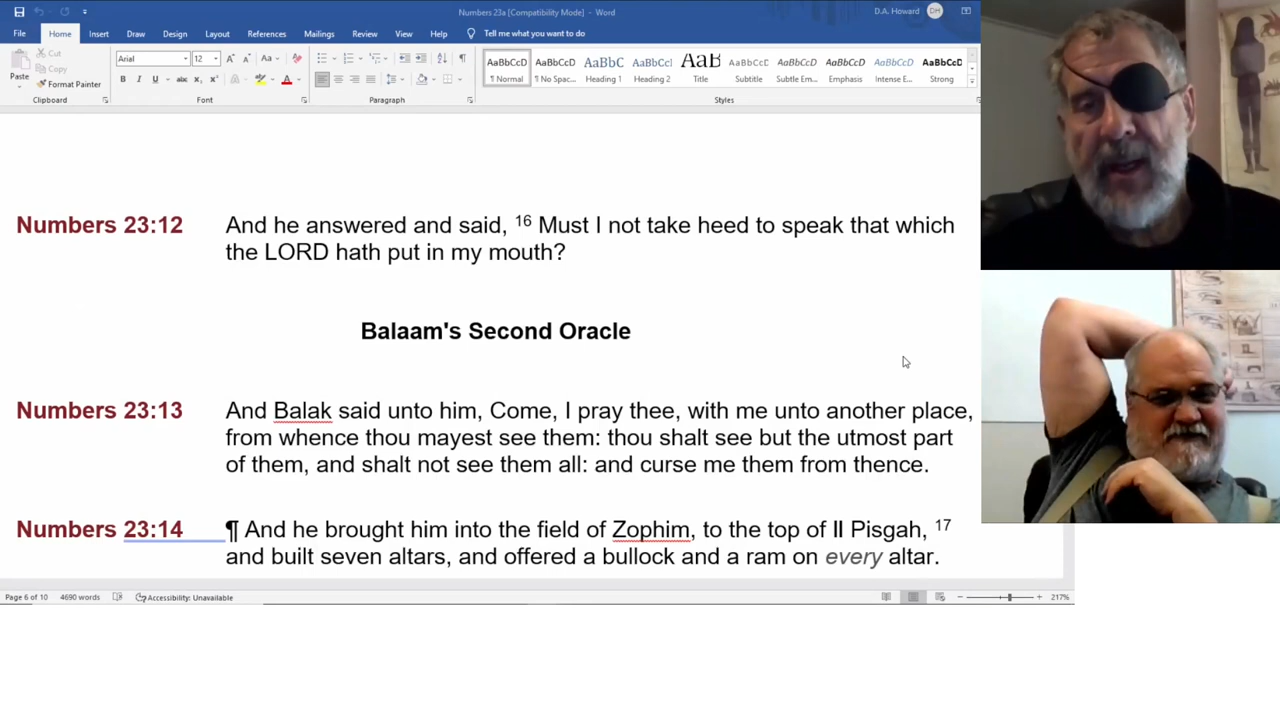 Numbers 23a [Compatibility Mode] - Word
D.A. Howard
DH
File Home Insert Draw Design Layout References Mailings Review View Help Tell me what you want to do
Paste
Cut
Copy
Format Painter
Clipboard
Arial 12
Font
Paragraph
AaBbCcD AaBbCcD AaBbC AaBbCcI AaB AaBbCcD AaBbCcD AaBbCcD AaBbCcD AaBbCcD
¶ Normal ¶ No Spac... Heading 1 Heading 2 Title Subtitle Subtle Em... Emphasis Intense E... Strong
Styles
Numbers 23:12 And he answered and said, 16 Must I not take heed to speak that which
the LORD hath put in my mouth?
Balaam's Second Oracle
Numbers 23:13 And Balak said unto him, Come, I pray thee, with me unto another place,
from whence thou mayest see them: thou shalt see but the utmost part
of them, and shalt not see them all: and curse me them from thence.
Numbers 23:14 ¶ And he brought him into the field of Zophim, to the top of II Pisgah, 17
and built seven altars, and offered a bullock and a ram on every altar.
Page 6 of 10 4690 words Accessibility: Unavailable 217%